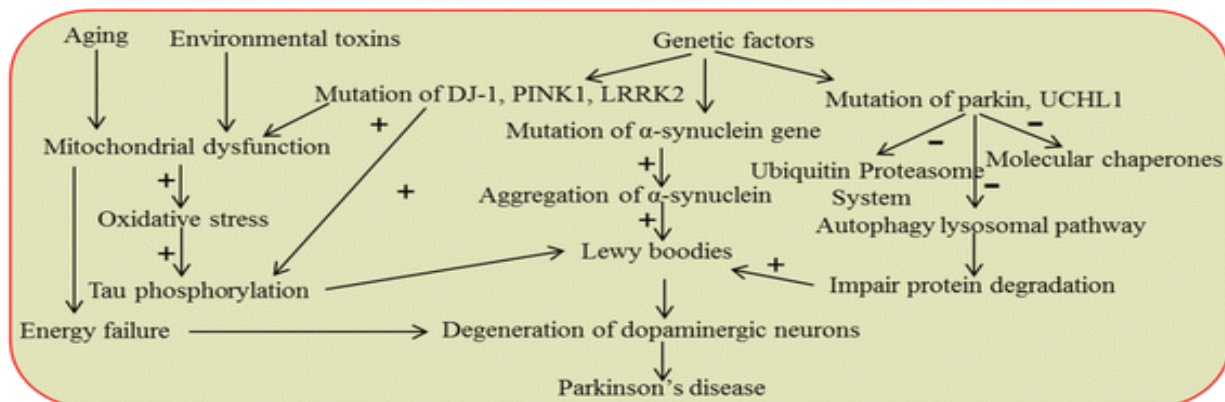 Aging
Environmental toxins
Genetic factors
Mutation of DJ-1, PINK1, LRRK2
Mutation of parkin, UCHL1
+
−
Mutation of α-synuclein gene
Mitochondrial dysfunction
−
Molecular chaperones
+
+
+
Ubiquitin Proteasome
System
−
Aggregation of α-synuclein
Oxidative stress
+
Autophagy lysosomal pathway
+
Lewy boodies
+
Tau phosphorylation
Impair protein degradation
Energy failure
Degeneration of dopaminergic neurons
Parkinson's disease